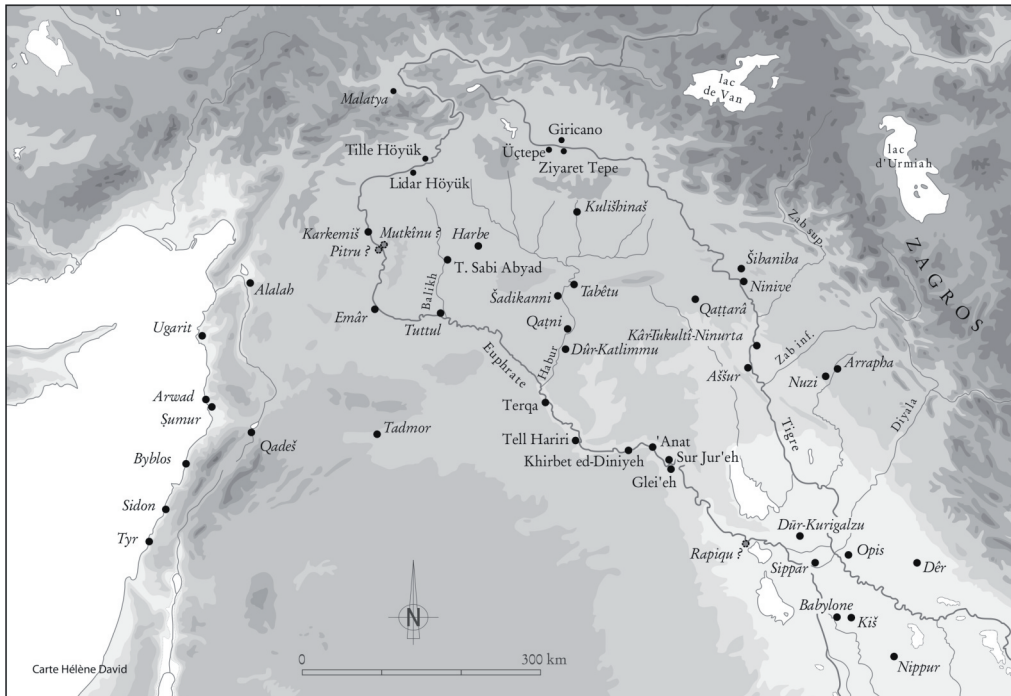 lac
de Van
Malatya
Giricano
Üçtepe
Ziyaret Tepe
lac
d'Urmiah
Tille Höyük
Lidar Höyük
Kulišhinaš
Zab sup.
ZAGROS
Karkemiš
Mutkînu ?
Pitru ?
Harbe
T. Sabi Abyad
Šibaniba
Ninive
Alalah
Balikh
Šadikanni
Tabêtu
Qaṭṭarâ
Emâr
Tuttul
Ugarit
Qaṭni
Kâr-Tukulti-Ninurta
Zab inf.
Euphrate
Habur
Dûr-Katlimmu
Aššur
Arrapha
Nuzi
Arwad
Ṣumur
Terqa
Tigre
Diyala
Qadeš
Tadmor
Tell Hariri
'Anat
Khirbet ed-Diniyeh
Sur Jur'eh
Glei'eh
Byblos
Sidon
Tyr
Dūr-Kurigalzu
Rapiqu ?
Opis
Sippar
Dêr
Babylone
Kiš
N
Nippur
Carte Hélène David
0
300 km